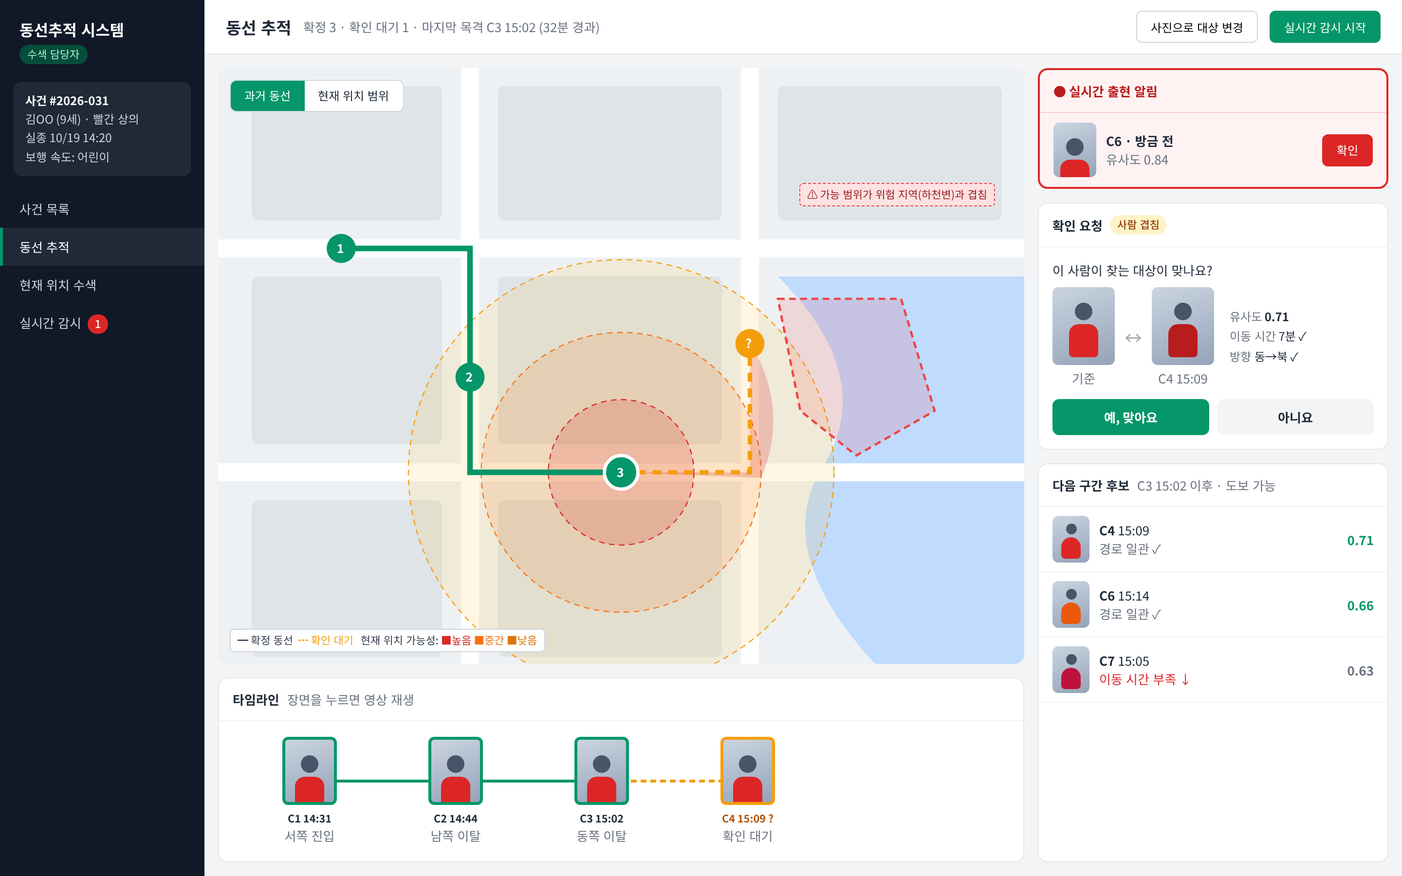 동선추적 시스템
수색 담당자
사건 #2026-031
김OO (9세) · 빨간 상의
실종 10/19 14:20
보행 속도: 어린이
사건 목록
동선 추적
현재 위치 수색
실시간 감시 1
동선 추적 확정 3 · 확인 대기 1 · 마지막 목격 C3 15:02 (32분 경과)
사진으로 대상 변경
실시간 감시 시작
과거 동선
현재 위치 범위
⚠ 가능 범위가 위험 지역(하천변)과 겹침
1
?
2
3
━ 확정 동선 ┅ 확인 대기 현재 위치 가능성: ■높음 ■중간 ■낮음
타임라인 장면을 누르면 영상 재생
C1 14:31
서쪽 진입
C2 14:44
남쪽 이탈
C3 15:02
동쪽 이탈
C4 15:09 ?
확인 대기
● 실시간 출현 알림
C6 · 방금 전
유사도 0.84
확인
확인 요청 사람 겹침
이 사람이 찾는 대상이 맞나요?
↔
기준
C4 15:09
유사도 0.71
이동 시간 7분 ✓
방향 동→북 ✓
예, 맞아요
아니요
다음 구간 후보 C3 15:02 이후 · 도보 가능
C4 15:09
경로 일관 ✓
0.71
C6 15:14
경로 일관 ✓
0.66
C7 15:05
이동 시간 부족 ↓
0.63